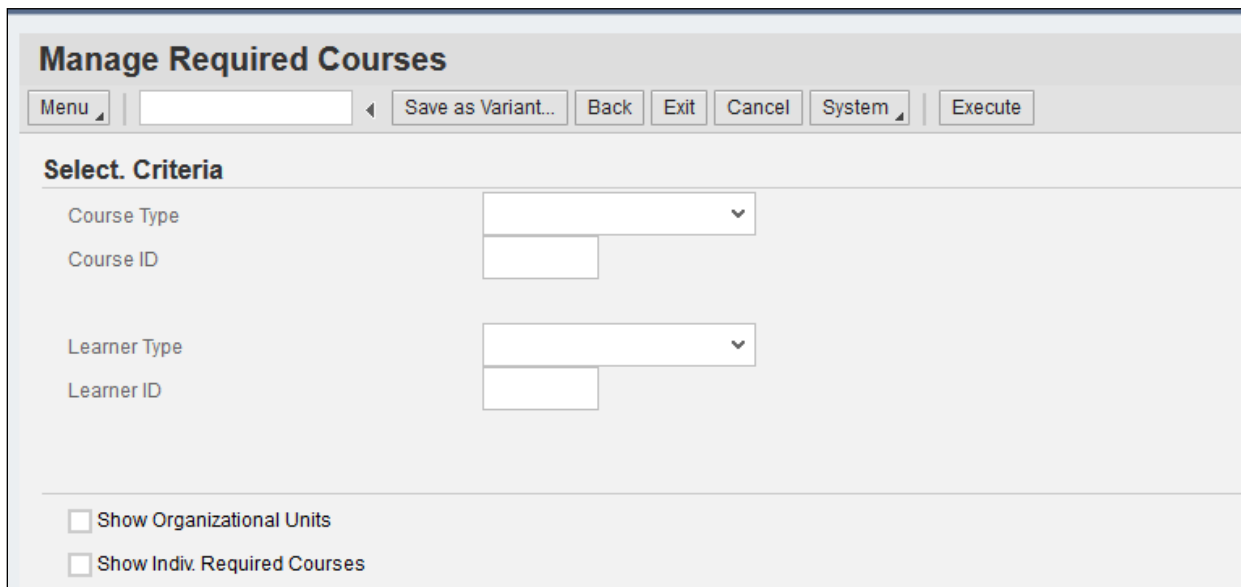 Manage Required Courses
Menu Save as Variant... Back Exit Cancel System Execute
Select. Criteria
Course Type
Course ID
Learner Type
Learner ID
Show Organizational Units
Show Indiv. Required Courses